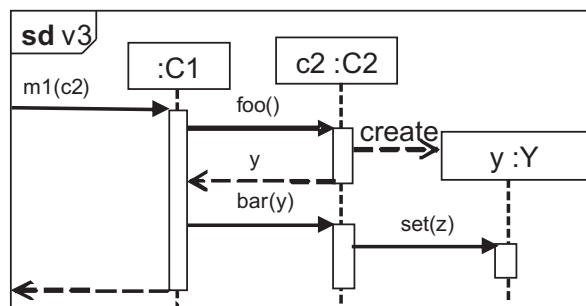 sd v3
:C1
c2 :C2
m1(c2)
foo()
create
y :Y
y
bar(y)
set(z)